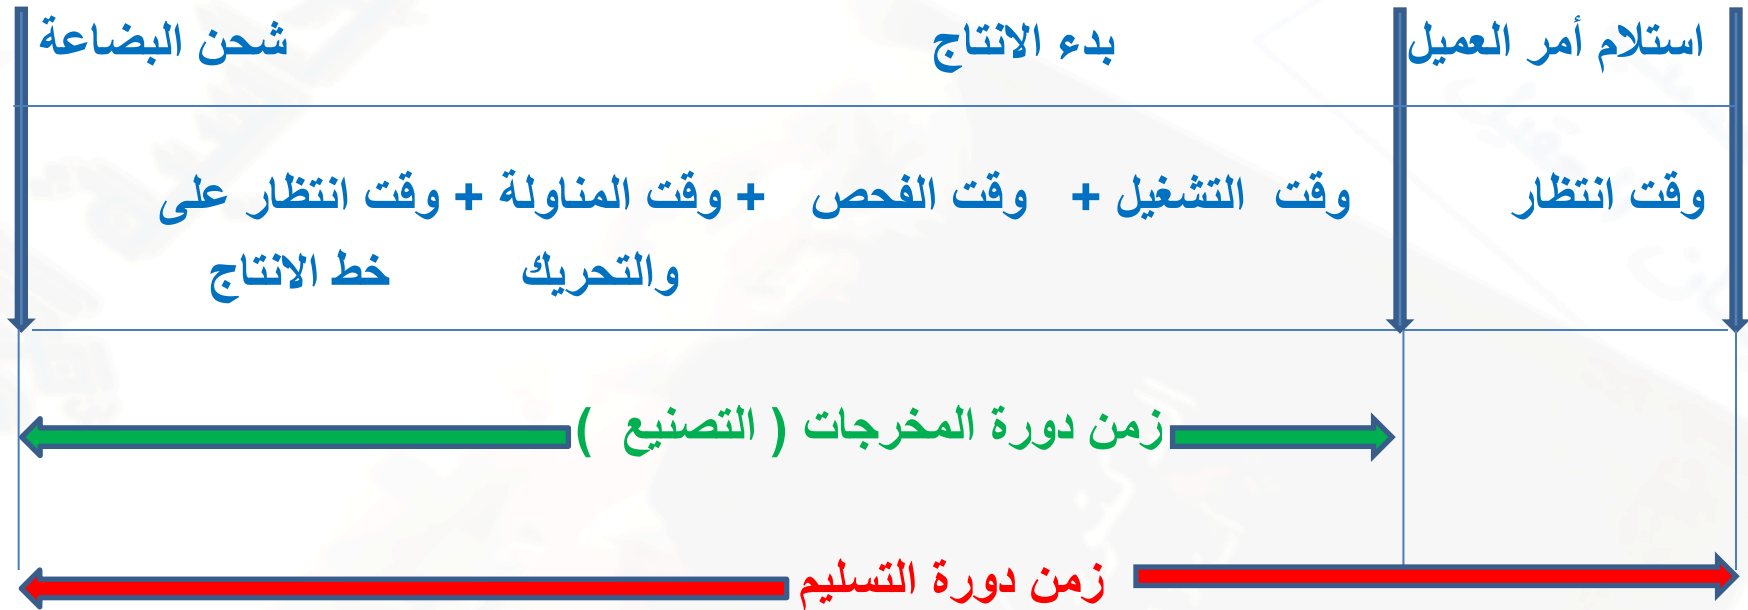 استلام أمر العميل بدء الانتاج شحن البضاعة
وقت انتظار وقت التشغيل + وقت الفحص + وقت المناولة + وقت انتظار على
والتحريك خط الانتاج
زمن دورة المخرجات ( التصنيع )
زمن دورة التسليم